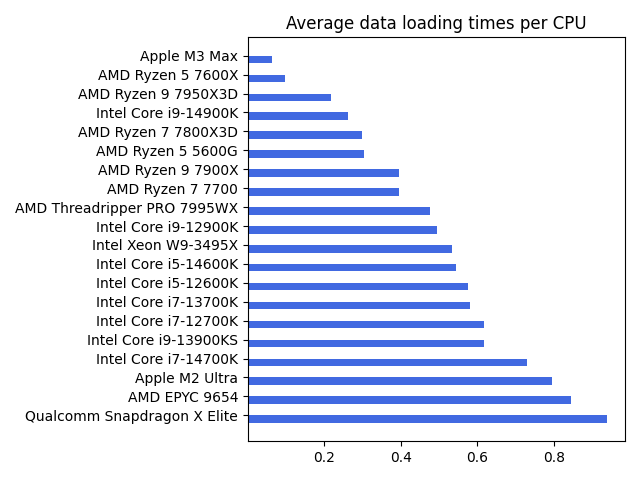 Average data loading times per CPU
Apple M3 Max
AMD Ryzen 5 7600X
AMD Ryzen 9 7950X3D
Intel Core i9-14900K
AMD Ryzen 7 7800X3D
AMD Ryzen 5 5600G
AMD Ryzen 9 7900X
AMD Ryzen 7 7700
AMD Threadripper PRO 7995WX
Intel Core i9-12900K
Intel Xeon W9-3495X
Intel Core i5-14600K
Intel Core i5-12600K
Intel Core i7-13700K
Intel Core i7-12700K
Intel Core i9-13900KS
Intel Core i7-14700K
Apple M2 Ultra
AMD EPYC 9654
Qualcomm Snapdragon X Elite
0.2 0.4 0.6 0.8